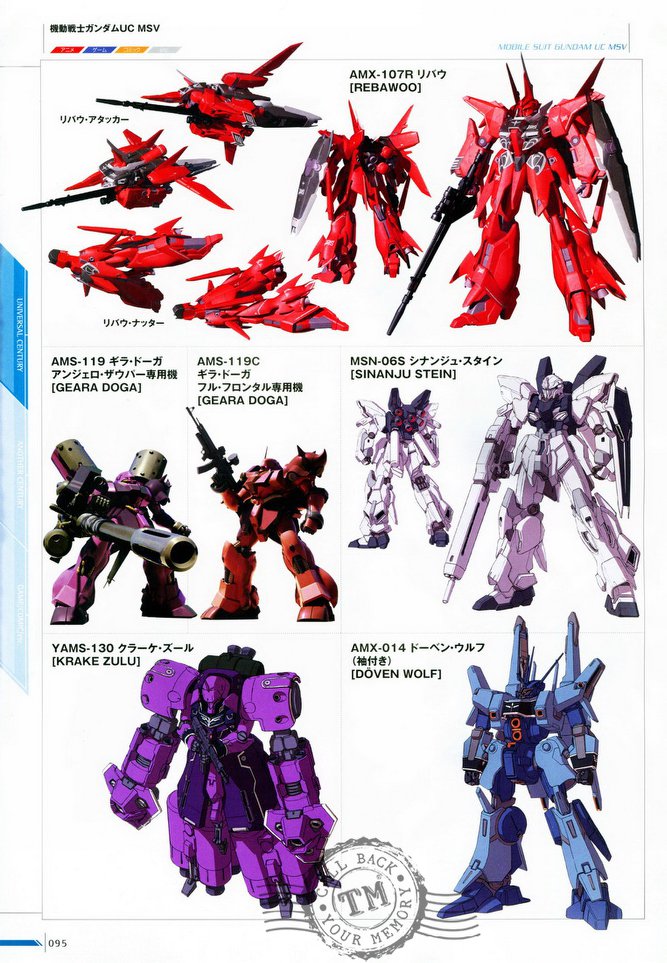 機動戦士ガンダムUC MSV
アニメ ゲーム コミック
MOBILE SUIT GUNDAM UC MSV
AMX-107R リバウ
[REBAWOO]
リバウ・アタッカー
リバウ・ナッター
UNIVERSAL CENTURY
ANOTHER CENTURY
AMS-119 ギラ・ドーガ
アンジェロ・ザウパー専用機
[GEARA DOGA]
AMS-119C
ギラ・ドーガ
フル・フロンタル専用機
[GEARA DOGA]
MSN-06S シナンジュ・スタイン
[SINANJU STEIN]
YAMS-130 クラーケ・ズール
[KRAKE ZULU]
AMX-014 ドーベン・ウルフ
(袖付き)
[DÖVEN WOLF]
CALL BACK
TM
YOUR MEMORY
095